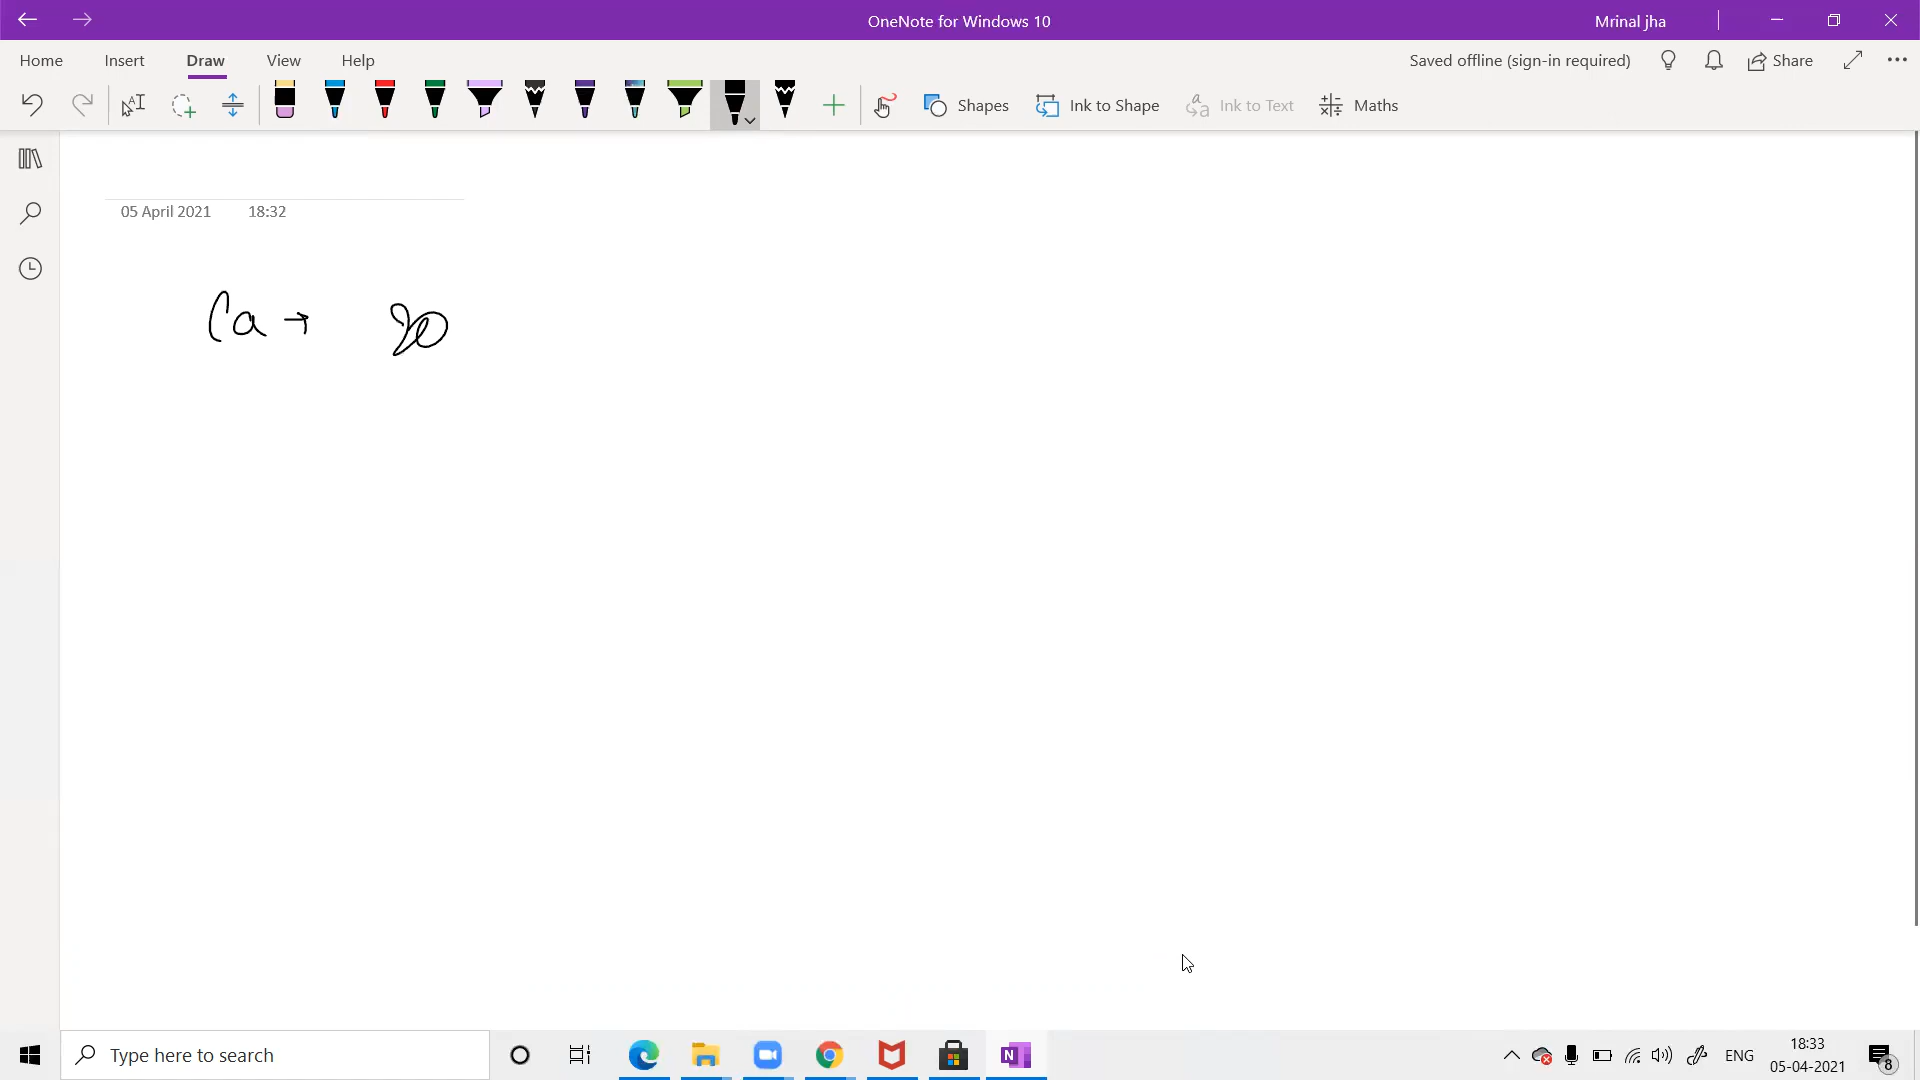 OneNote for Windows 10
Mrinal jha
Home Insert Draw View Help
Saved offline (sign-in required) Share
Shapes Ink to Shape Ink to Text Maths
05 April 2021 18:32
Ca → 20
Type here to search
ENG
18:33
05-04-2021
8